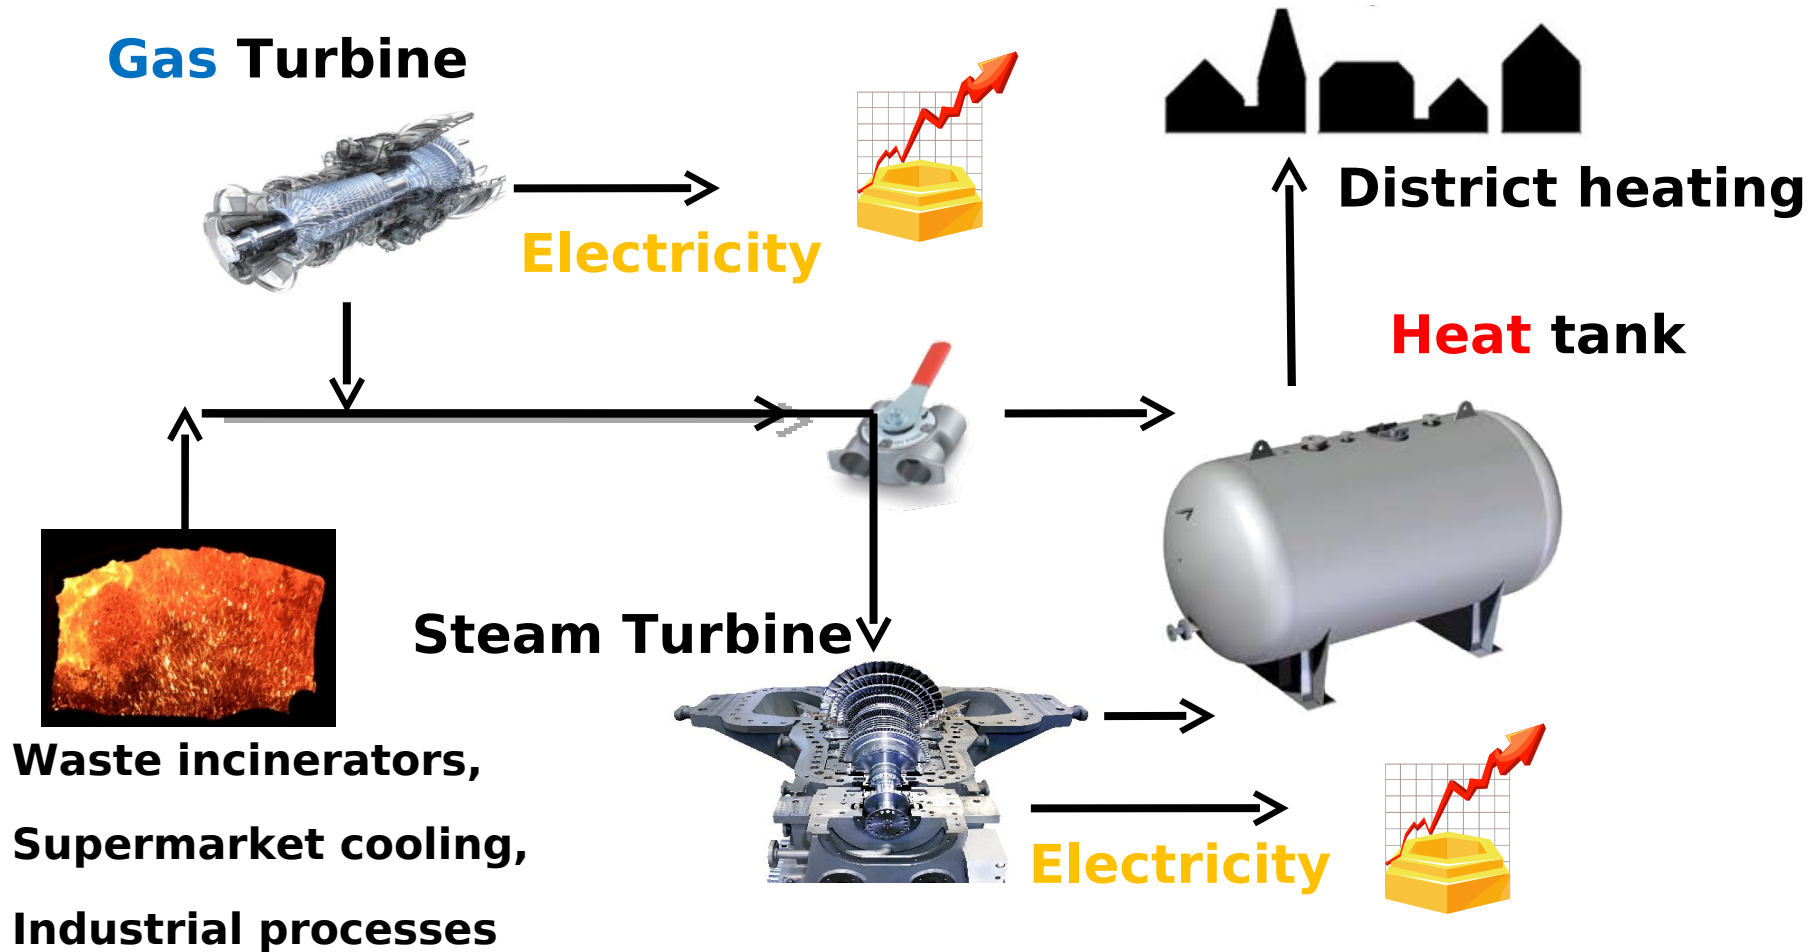 Gas Turbine
Electricity
District heating
Heat tank
Steam Turbine
Waste incinerators,
Supermarket cooling,
Industrial processes
Electricity